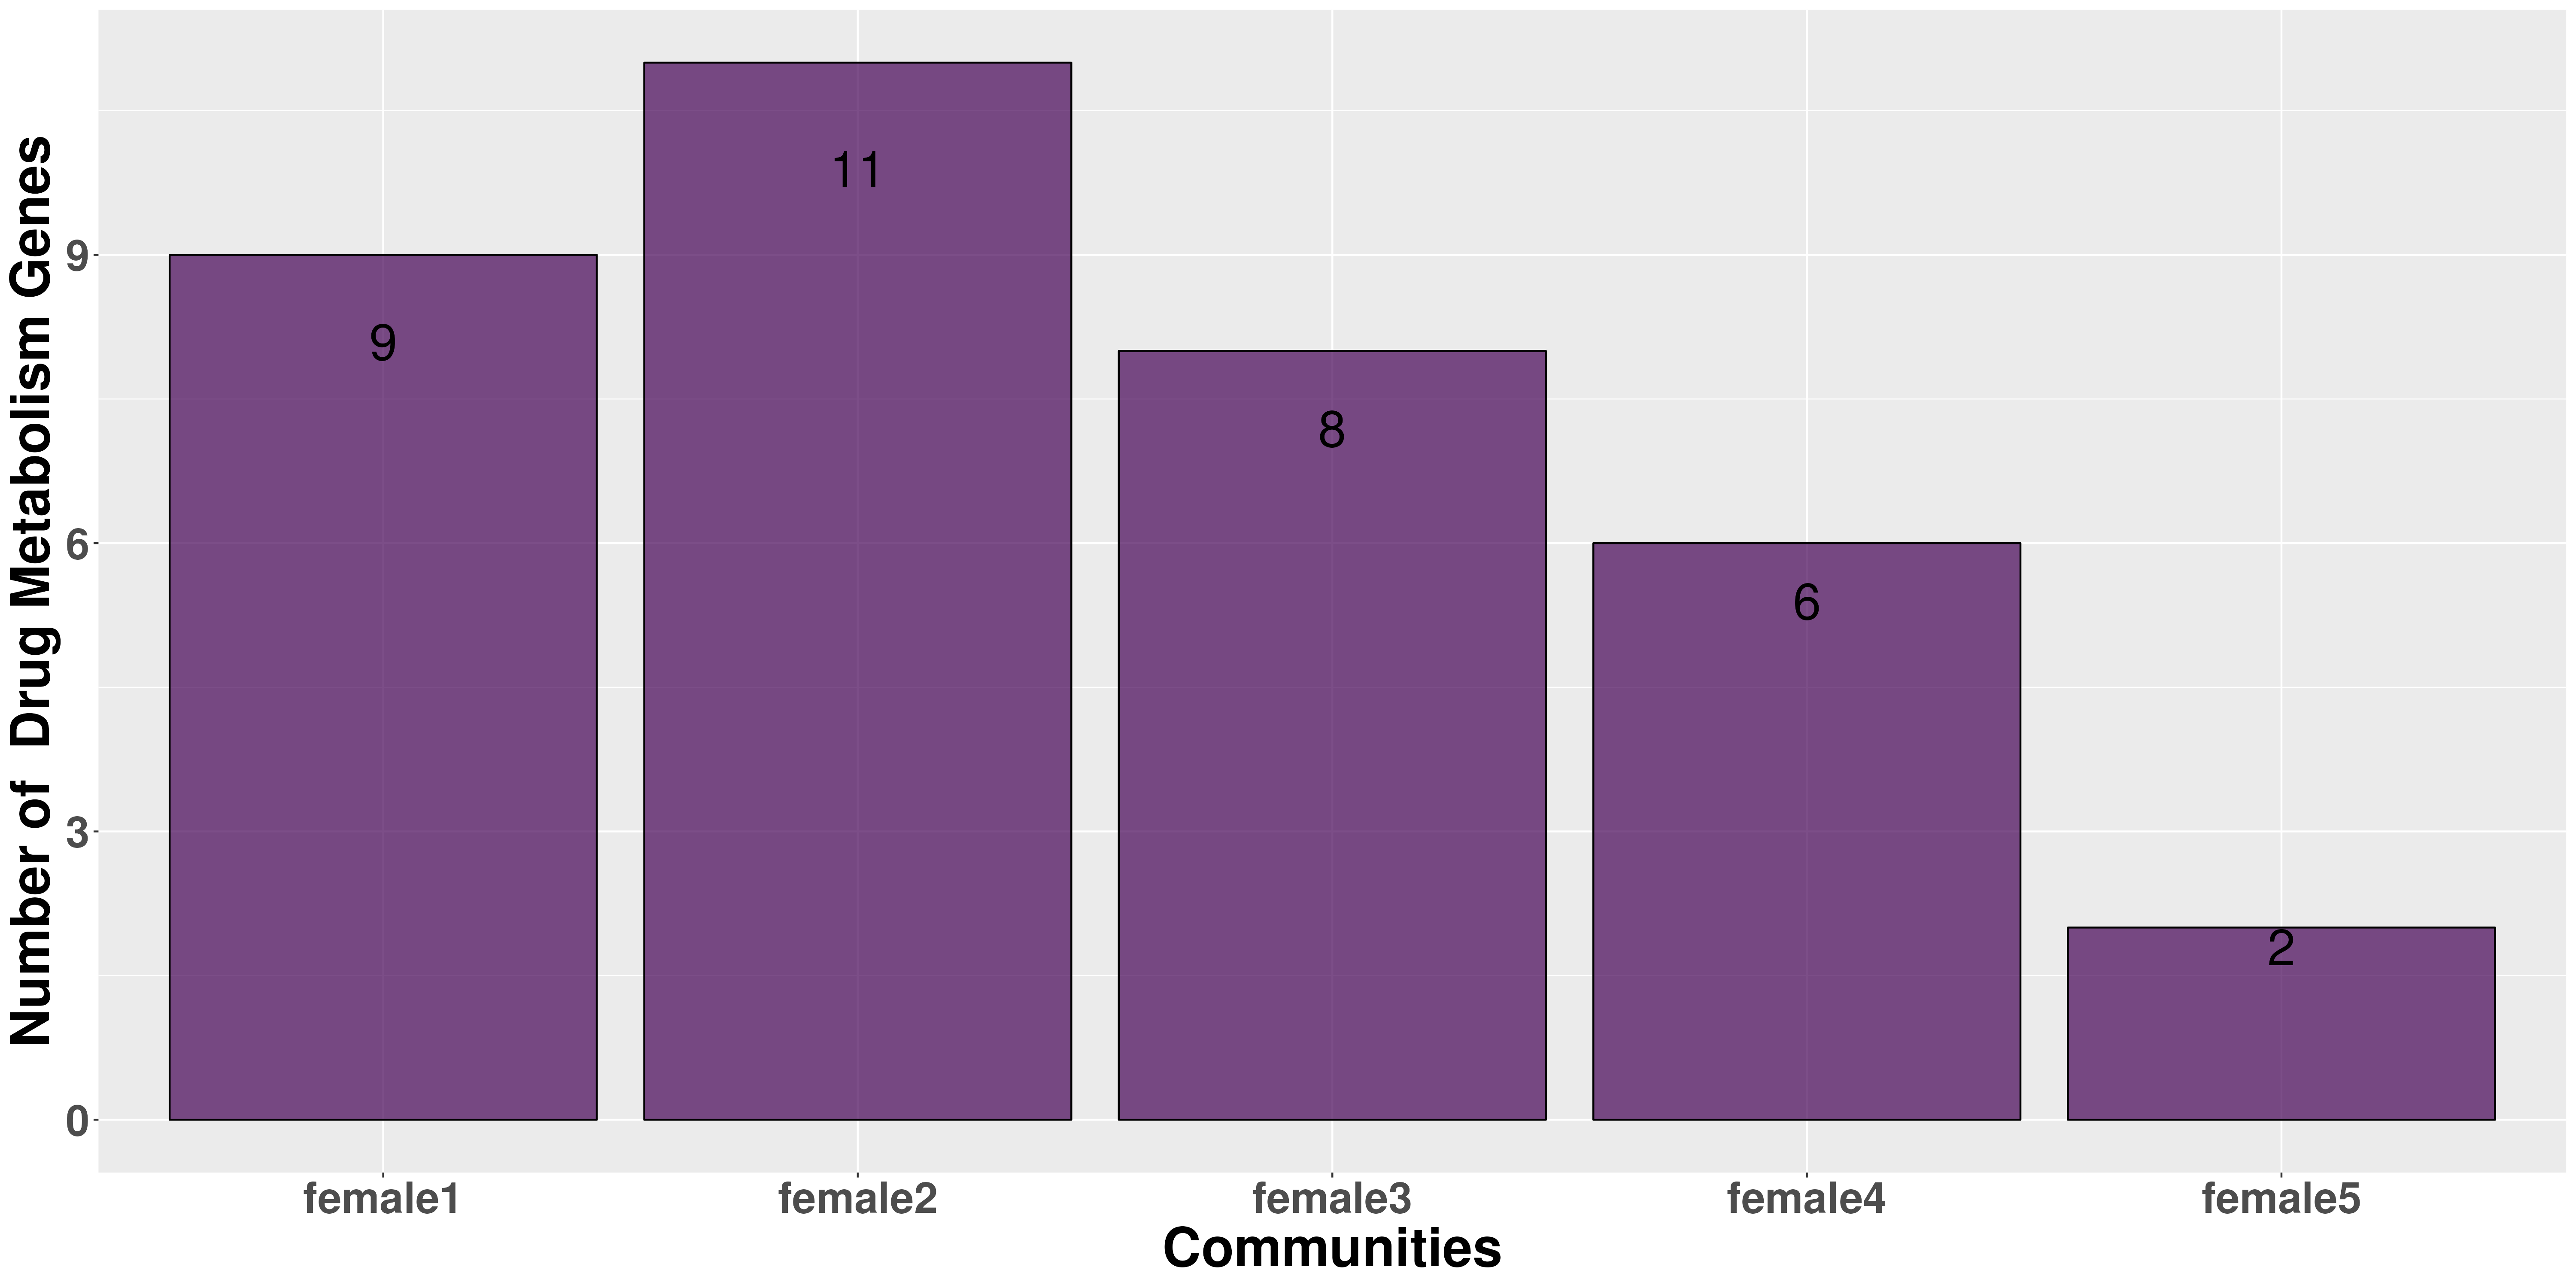 Number of  Drug Metabolism Genes
9
6
3
0
9
11
8
6
2
female1
female2
female3
female4
female5
Communities